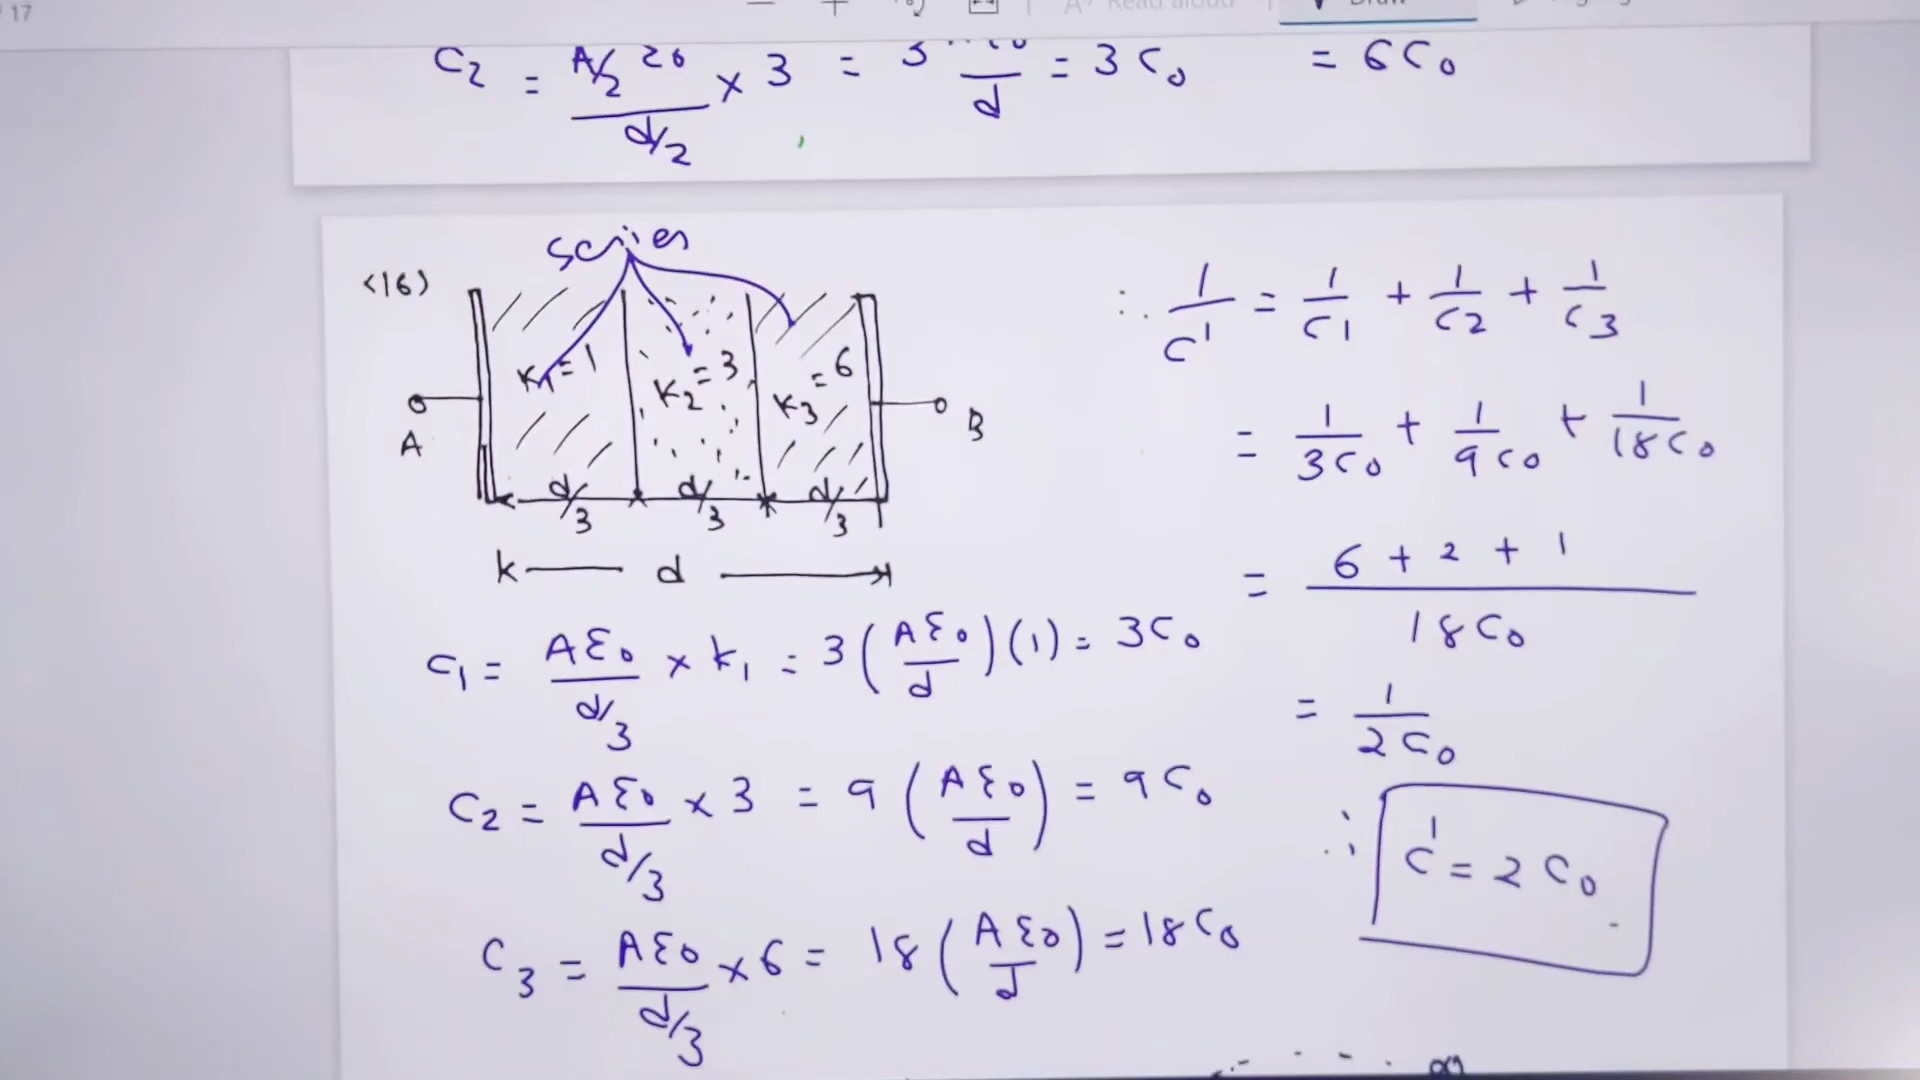 17
Read aloud
Draw
C2 = A/2 ε0 / d/2 × 3 = 3 / d = 3C0 = 6C0
(16)
Series
K1 = 1
K2 = 3
K3 = 6
A
B
d/3 d/3 d/3
d
C1 = Aε0 / d/3 × k1 = 3 (Aε0 / d) (1) = 3C0
C2 = Aε0 / d/3 × 3 = 9 (Aε0 / d) = 9C0
C3 = Aε0 / d/3 × 6 = 18 (Aε0 / d) = 18C0
∴ 1/C' = 1/C1 + 1/C2 + 1/C3
= 1/3C0 + 1/9C0 + 1/18C0
= 6 + 2 + 1 / 18C0
= 1/2C0
∴ C' = 2C0